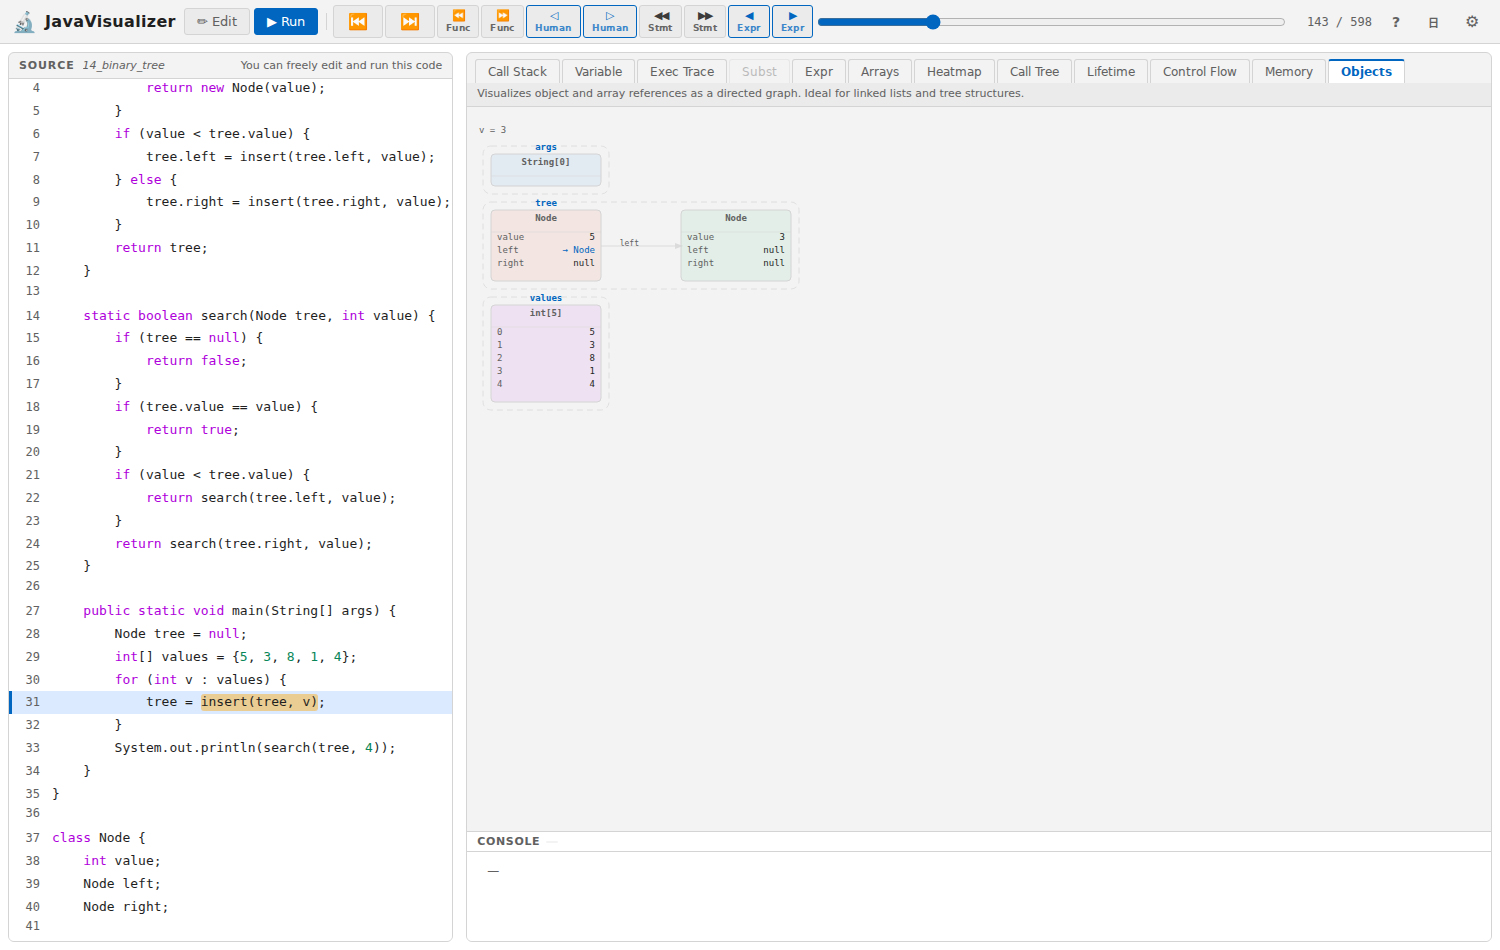 JavaVisualizer
✏ Edit
▶ Run
Func
Func
Human
Human
Stmt
Stmt
Expr
Expr
143 / 598
?
日
SOURCE 14_binary_tree You can freely edit and run this code
4 return new Node(value);
5 }
6 if (value < tree.value) {
7 tree.left = insert(tree.left, value);
8 } else {
9 tree.right = insert(tree.right, value);
10 }
11 return tree;
12 }
13
14 static boolean search(Node tree, int value) {
15 if (tree == null) {
16 return false;
17 }
18 if (tree.value == value) {
19 return true;
20 }
21 if (value < tree.value) {
22 return search(tree.left, value);
23 }
24 return search(tree.right, value);
25 }
26
27 public static void main(String[] args) {
28 Node tree = null;
29 int[] values = {5, 3, 8, 1, 4};
30 for (int v : values) {
31 tree = insert(tree, v);
32 }
33 System.out.println(search(tree, 4));
34 }
35 }
36
37 class Node {
38 int value;
39 Node left;
40 Node right;
41
Call Stack
Variable
Exec Trace
Subst
Expr
Arrays
Heatmap
Call Tree
Lifetime
Control Flow
Memory
Objects
Visualizes object and array references as a directed graph. Ideal for linked lists and tree structures.
v = 3
args
String[0]
tree
Node
value 5
left → Node
right null
left
Node
value 3
left null
right null
values
int[5]
0 5
1 3
2 8
3 1
4 4
CONSOLE —
—